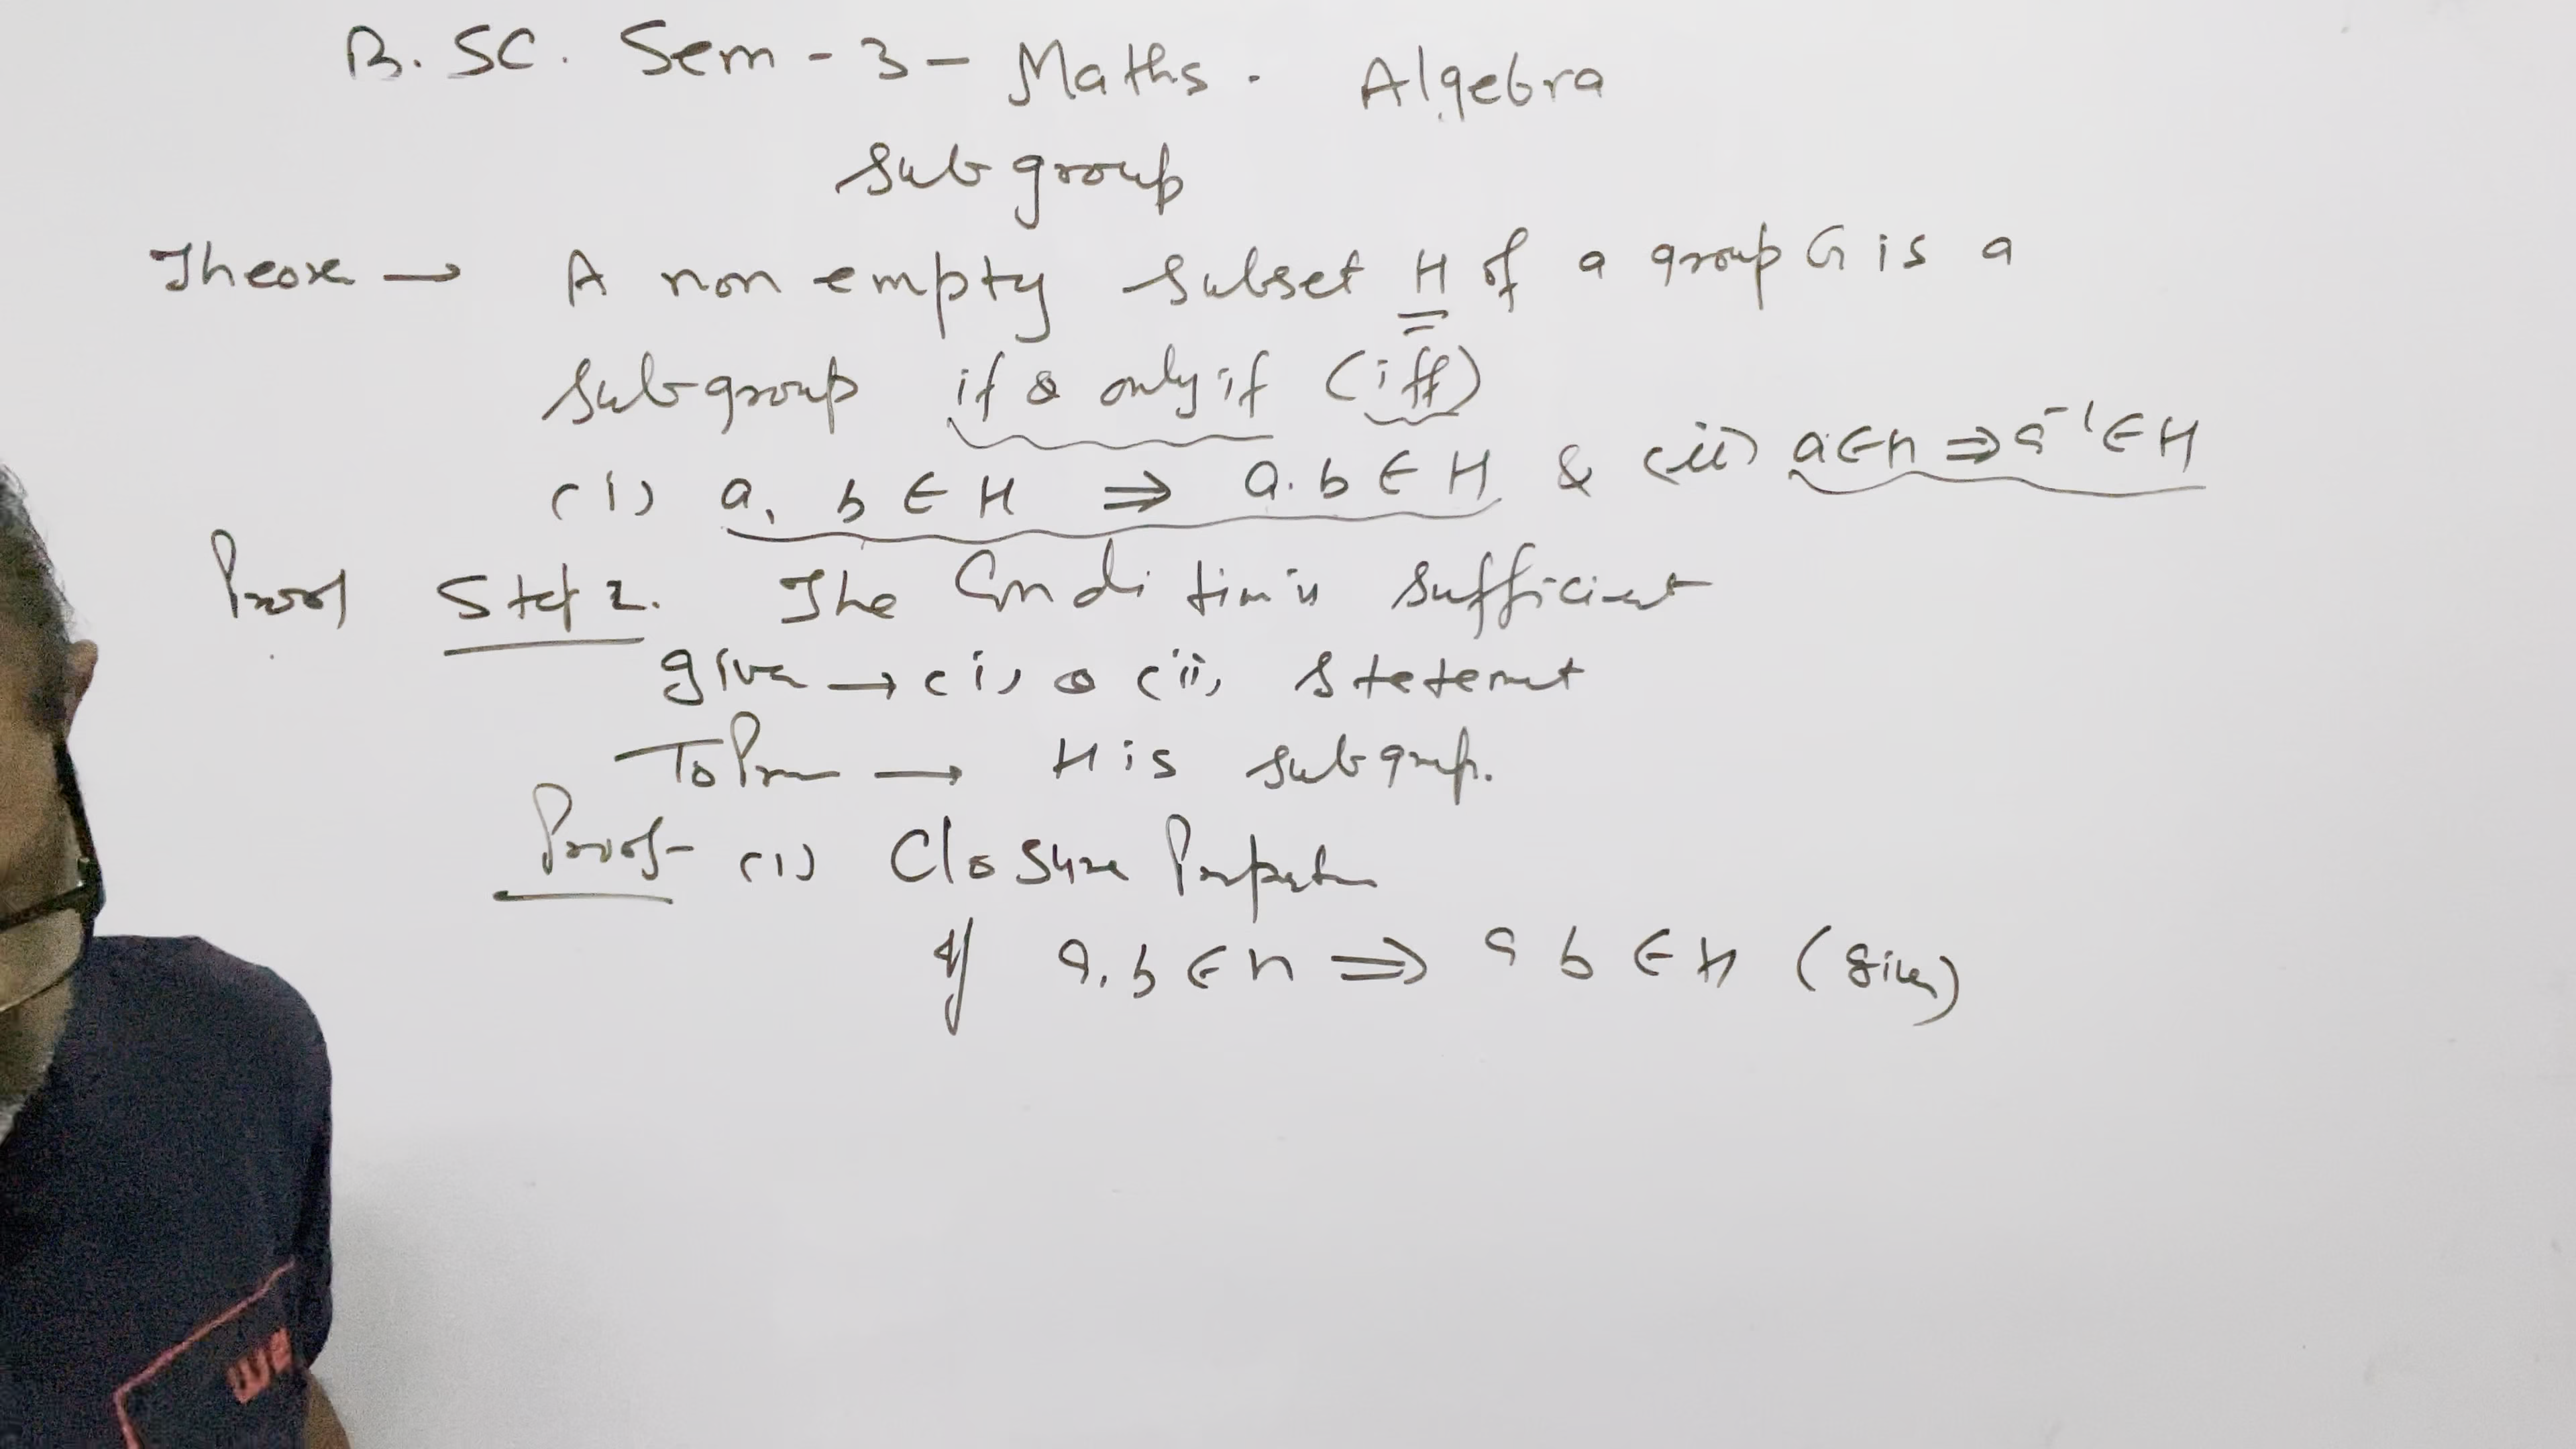 B.SC. Sem-3- Maths. Algebra
Sub group
Theore → A non empty subset H of a group G is a
subgroup if & only if (iff)
(i) a, b ∈ H ⇒ a.b ∈ H & (ii) a∈H ⇒ a⁻¹∈H
Proof Step 2. The Condition is sufficient
given → (i) & (ii) statement
To Prove → H is subgroup.
Proof- (i) Closure Property
If a, b ∈ H ⇒ a b ∈ H (given)